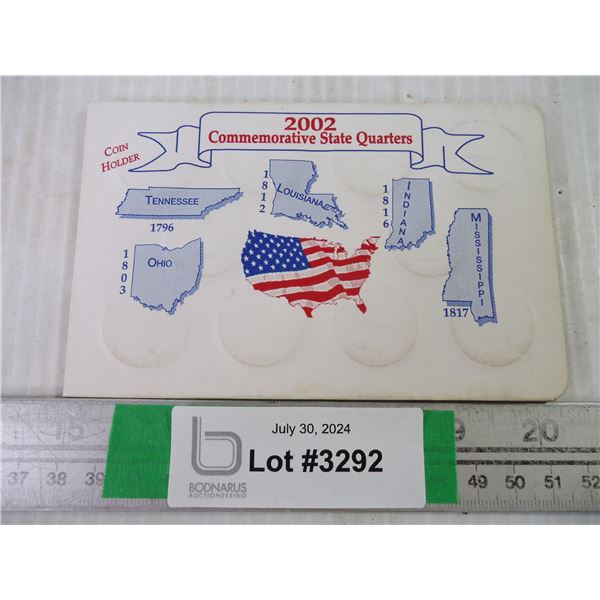 2002
Commemorative State Quarters
COIN
HOLDER
TENNESSEE
1796
1812
LOUISIANA
1816
INDIANA
MISSISSIPPI
1817
1803
OHIO
July 30, 2024
Lot #3292
BODNARUS
AUCTIONEERING
15 20
37 38 39 49 50 51 52